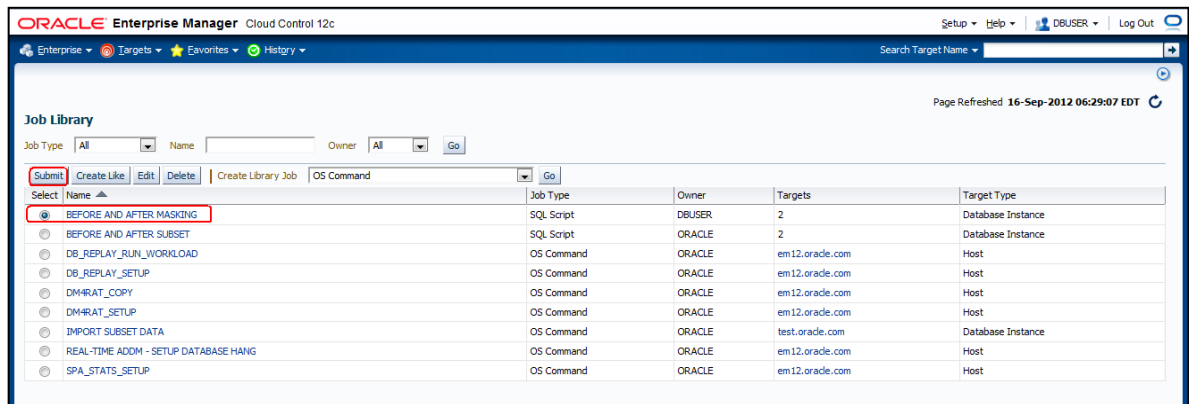 ORACLE Enterprise Manager Cloud Control 12c Setup Help DBUSER Log Out
Enterprise Targets Favorites History Search Target Name
Page Refreshed 16-Sep-2012 06:29:07 EDT
Job Library
Job Type All Name Owner All Go
Submit Create Like Edit Delete Create Library Job OS Command Go
Select Name Job Type Owner Targets Target Type
BEFORE AND AFTER MASKING SQL Script DBUSER 2 Database Instance
BEFORE AND AFTER SUBSET SQL Script ORACLE 2 Database Instance
DB_REPLAY_RUN_WORKLOAD OS Command ORACLE em12.oracle.com Host
DB_REPLAY_SETUP OS Command ORACLE em12.oracle.com Host
DM4RAT_COPY OS Command ORACLE em12.oracle.com Host
DM4RAT_SETUP OS Command ORACLE em12.oracle.com Host
IMPORT SUBSET DATA OS Command ORACLE test.oracle.com Database Instance
REAL-TIME ADDM - SETUP DATABASE HANG OS Command ORACLE em12.oracle.com Host
SPA_STATS_SETUP OS Command ORACLE em12.oracle.com Host